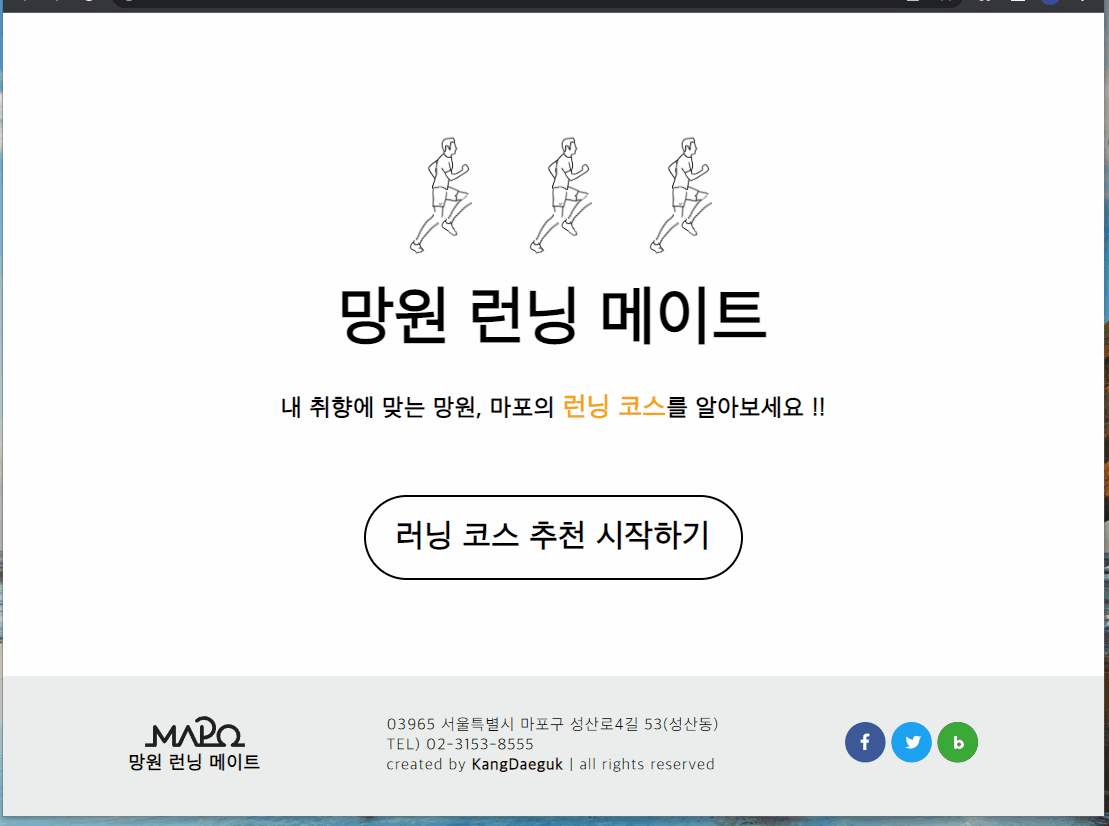 망원 런닝 메이트
내 취향에 맞는 망원, 마포의 런닝 코스를 알아보세요 !!
러닝 코스 추천 시작하기
MAPO
망원 런닝 메이트
03965 서울특별시 마포구 성산로4길 53(성산동)
TEL) 02-3153-8555
created by KangDaeguk | all rights reserved
f
b